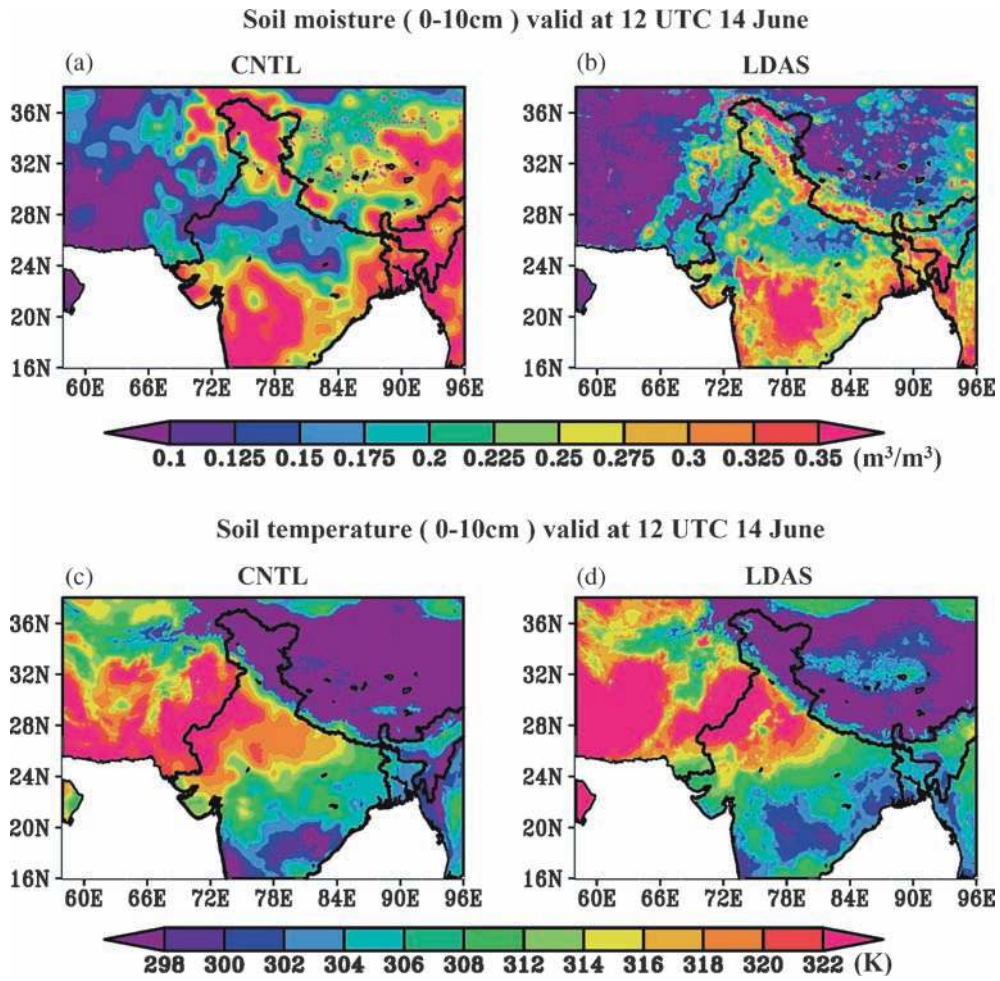 Soil moisture ( 0-10cm ) valid at 12 UTC 14 June
(a) CNTL (b) LDAS
36N 36N
32N 32N
28N 28N
24N 24N
20N 20N
16N 16N
60E 66E 72E 78E 84E 90E 96E 60E 66E 72E 78E 84E 90E 96E
0.1 0.125 0.15 0.175 0.2 0.225 0.25 0.275 0.3 0.325 0.35 (m³/m³)
Soil temperature ( 0-10cm ) valid at 12 UTC 14 June
(c) CNTL (d) LDAS
36N 36N
32N 32N
28N 28N
24N 24N
20N 20N
16N 16N
60E 66E 72E 78E 84E 90E 96E 60E 66E 72E 78E 84E 90E 96E
298 300 302 304 306 308 312 314 316 318 320 322 (K)